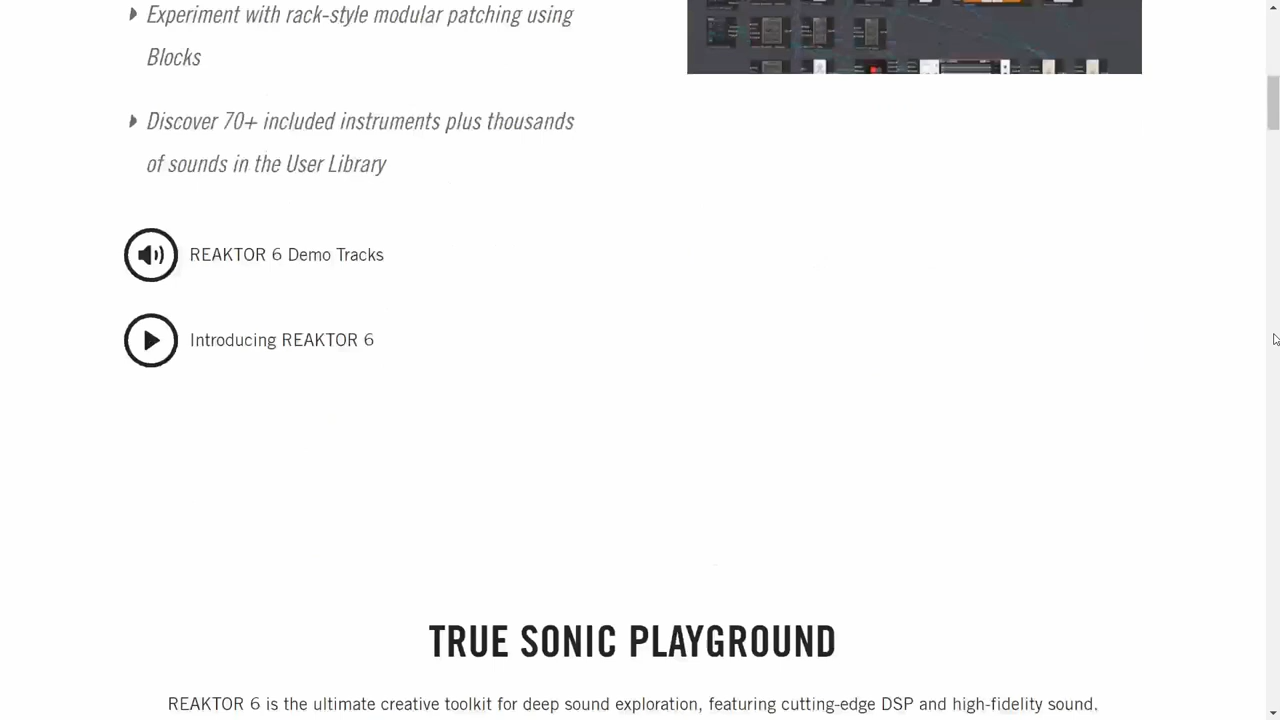 Experiment with rack-style modular patching using
Blocks
Discover 70+ included instruments plus thousands
of sounds in the User Library
REAKTOR 6 Demo Tracks
Introducing REAKTOR 6
TRUE SONIC PLAYGROUND
REAKTOR 6 is the ultimate creative toolkit for deep sound exploration, featuring cutting-edge DSP and high-fidelity sound.